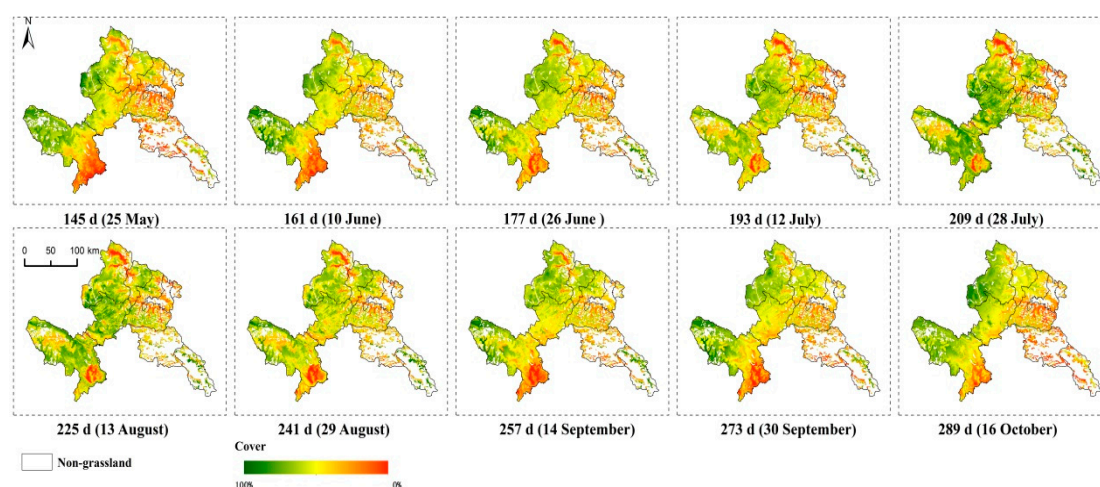 N
145 d (25 May)
161 d (10 June)
177 d (26 June )
193 d (12 July)
209 d (28 July)
0 50 100 km
225 d (13 August)
241 d (29 August)
257 d (14 September)
273 d (30 September)
289 d (16 October)
Cover
Non-grassland
100% 0%